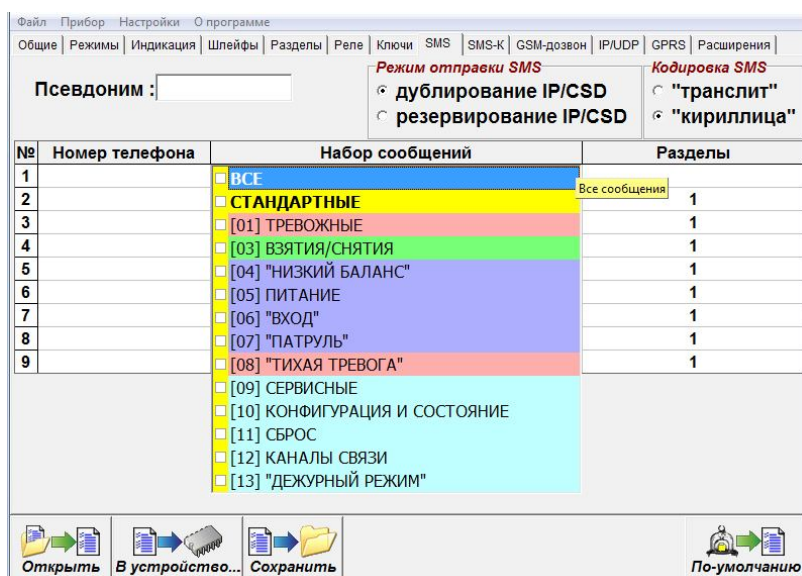 Файл Прибор Настройки О программе
Общие Режимы Индикация Шлейфы Разделы Реле Ключи SMS SMS-К GSM-дозвон IP/UDP GPRS Расширения
Псевдоним :
Режим отправки SMS
дублирование IP/CSD
резервирование IP/CSD
Кодировка SMS
"транслит"
"кириллица"
№ Номер телефона Набор сообщений Разделы
1 ВСЕ
Все сообщения
2 СТАНДАРТНЫЕ 1
3 [01] ТРЕВОЖНЫЕ 1
4 [03] ВЗЯТИЯ/СНЯТИЯ 1
5 [04] "НИЗКИЙ БАЛАНС" 1
6 [05] ПИТАНИЕ 1
7 [06] "ВХОД" 1
8 [07] "ПАТРУЛЬ" 1
9 [08] "ТИХАЯ ТРЕВОГА" 1
[09] СЕРВИСНЫЕ
[10] КОНФИГУРАЦИЯ И СОСТОЯНИЕ
[11] СБРОС
[12] КАНАЛЫ СВЯЗИ
[13] "ДЕЖУРНЫЙ РЕЖИМ"
Открыть В устройство... Сохранить По-умолчанию